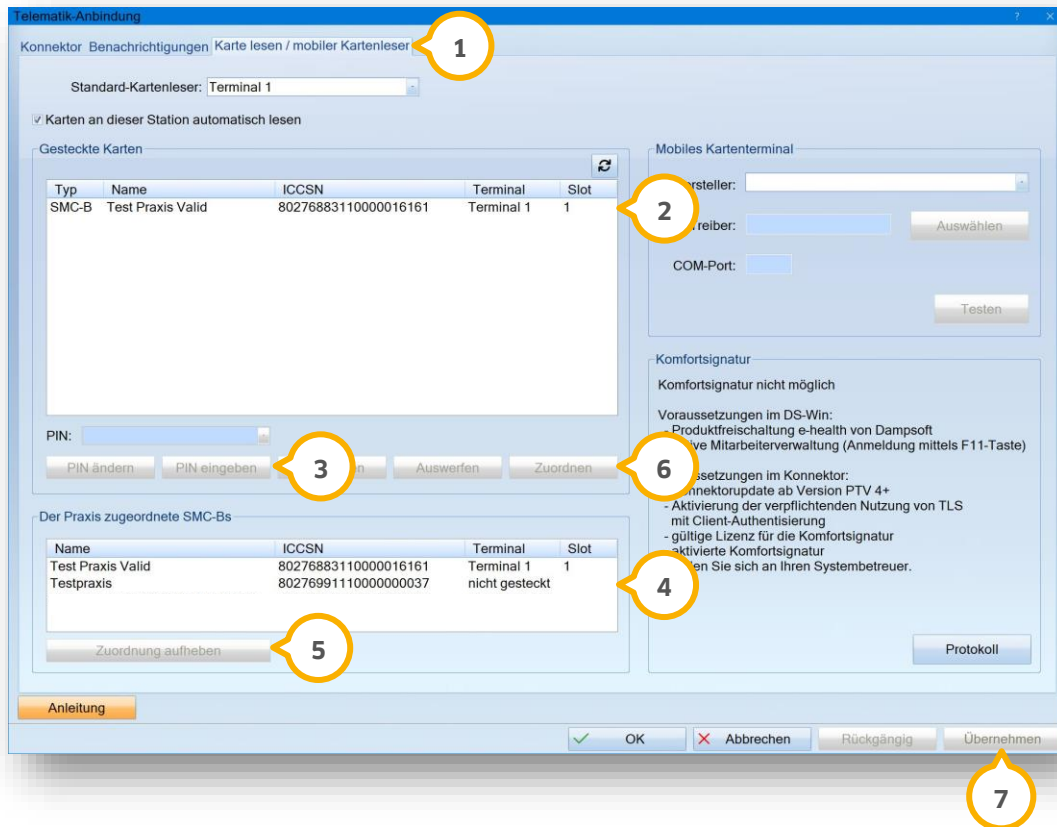 Telematik-Anbindung
Konnektor Benachrichtigungen Karte lesen / mobiler Kartenleser
1
Standard-Kartenleser: Terminal 1
Karten an dieser Station automatisch lesen
Gesteckte Karten
Typ Name ICCSN Terminal Slot
SMC-B Test Praxis Valid 80276883110000016161 Terminal 1 1
2
PIN:
PIN ändern PIN eingeben Auswerfen Zuordnen
3
6
Der Praxis zugeordnete SMC-Bs
Name ICCSN Terminal Slot
Test Praxis Valid 80276883110000016161 Terminal 1 1
Testpraxis 80276991110000000037 nicht gesteckt
4
Zuordnung aufheben
5
Mobiles Kartenterminal
ersteller:
reiber: Auswählen
COM-Port:
Testen
Komfortsignatur
Komfortsignatur nicht möglich
Voraussetzungen im DS-Win:
- Produktfreischaltung e-health von Dampsoft
Mitarbeiterverwaltung (Anmeldung mittels F11-Taste)
ssetzungen im Konnektor:
nnektorupdate ab Version PTV 4+
- Aktivierung der verpflichtenden Nutzung von TLS
mit Client-Authentisierung
- gültige Lizenz für die Komfortsignatur
aktivierte Komfortsignatur
en Sie sich an Ihren Systembetreuer.
Protokoll
Anleitung
OK Abbrechen Rückgängig Übernehmen
7